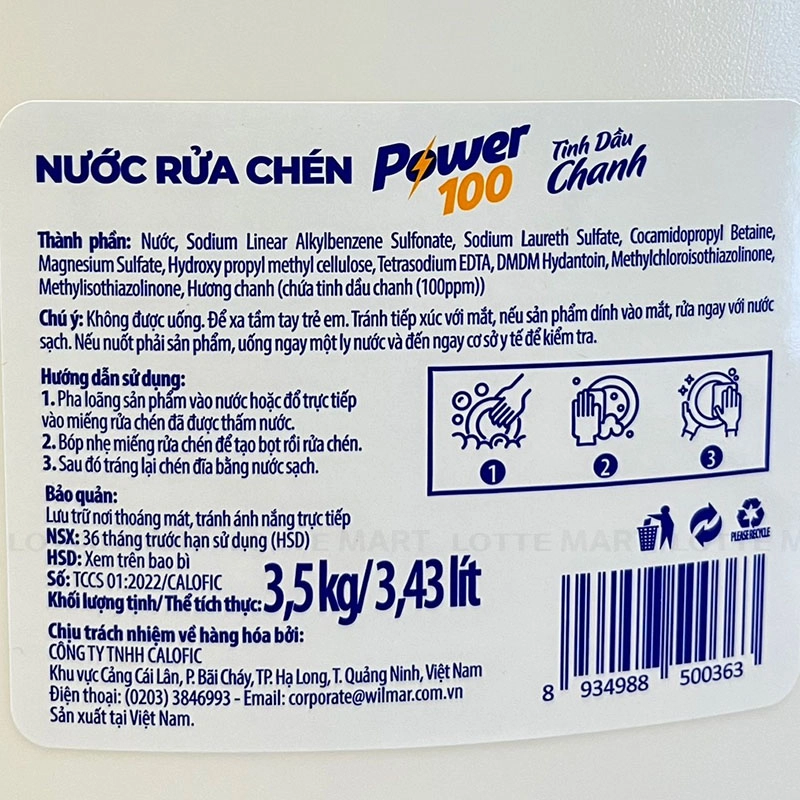 NƯỚC RỬA CHÉN Power 100 Tinh Dầu Chanh
Thành phần: Nước, Sodium Linear Alkylbenzene Sulfonate, Sodium Laureth Sulfate, Cocamidopropyl Betaine,
Magnesium Sulfate, Hydroxy propyl methyl cellulose, Tetrasodium EDTA, DMDM Hydantoin, Methylchloroisothiazolinone,
Methylisothiazolinone, Hương chanh (chứa tinh dầu chanh (100ppm))
Chú ý: Không được uống. Để xa tầm tay trẻ em. Tránh tiếp xúc với mắt, nếu sản phẩm dính vào mắt, rửa ngay với nước
sạch. Nếu nuốt phải sản phẩm, uống ngay một ly nước và đến ngay cơ sở y tế để kiểm tra.
Hướng dẫn sử dụng:
1. Pha loãng sản phẩm vào nước hoặc đổ trực tiếp
vào miếng rửa chén đã được thấm nước.
2. Bóp nhẹ miếng rửa chén để tạo bọt rồi rửa chén.
3. Sau đó tráng lại chén đĩa bằng nước sạch.
1 2 3
Bảo quản:
Lưu trữ nơi thoáng mát, tránh ánh nắng trực tiếp
NSX: 36 tháng trước hạn sử dụng (HSD)
HSD: Xem trên bao bì
Số: TCCS 01:2022/CALOFIC
Khối lượng tịnh/ Thể tích thực: 3,5 kg/ 3,43 lít
PLEASE RECYCLE
LOTTE MART LOTTE MART LOTTE M
Chịu trách nhiệm về hàng hóa bởi:
CÔNG TY TNHH CALOFIC
Khu vực Cảng Cái Lân, P. Bãi Cháy, TP. Hạ Long, T. Quảng Ninh, Việt Nam
Điện thoại: (0203) 3846993 - Email: corporate@wilmar.com.vn
Sản xuất tại Việt Nam.
8 934988 500363